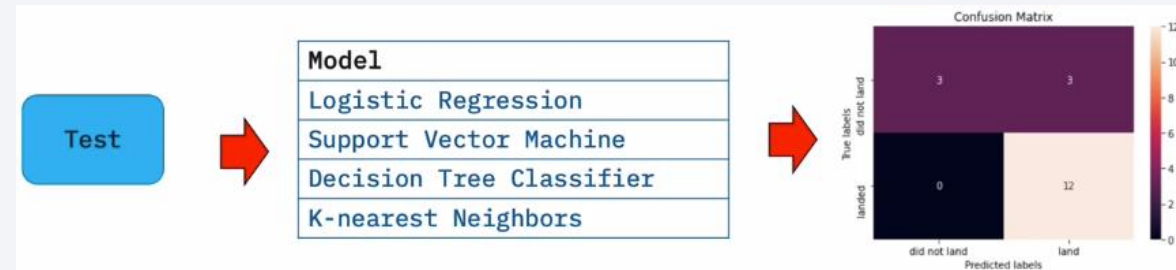 Test
Model
Logistic Regression
Support Vector Machine
Decision Tree Classifier
K-nearest Neighbors
Confusion Matrix
True labels
did not land
landed
3
3
0
12
did not land
land
Predicted labels
12
10
8
6
4
2
0